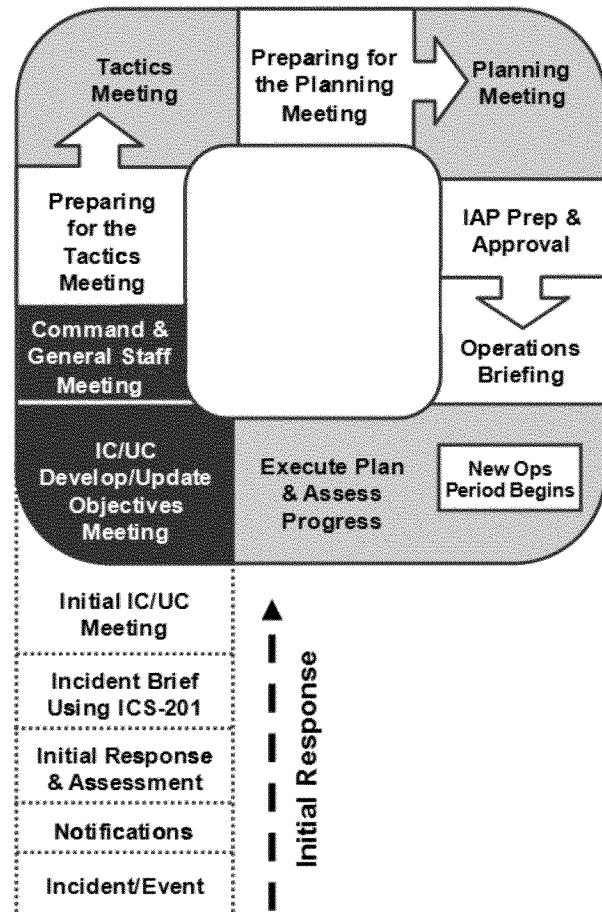 Tactics
Meeting
Preparing for
the Planning
Meeting
Planning
Meeting
Preparing
for the
Tactics
Meeting
IAP Prep &
Approval
Command &
General Staff
Meeting
Operations
Briefing
IC/UC
Develop/Update
Objectives
Meeting
Execute Plan
& Assess
Progress
New Ops
Period Begins
Initial IC/UC
Meeting
Incident Brief
Using ICS-201
Initial Response
& Assessment
Notifications
Incident/Event
Initial Response